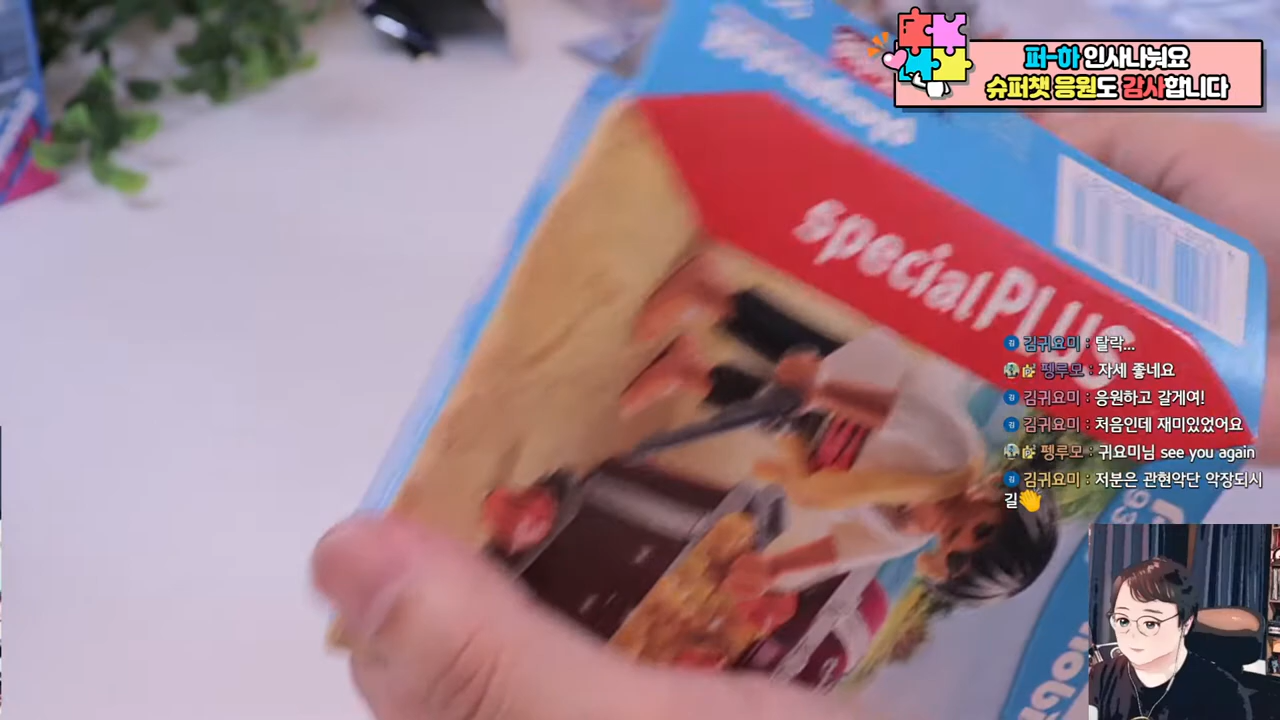 퍼-하 인사나눠요
슈퍼챗 응원도 감사합니다
specialPLUS
김귀요미 : 탈락...
펭루모 : 자세 좋네요
김귀요미 : 응원하고 갈게여!
김귀요미 : 처음인데 재미있었어요
펭루모 : 귀요미님 see you again
김귀요미 : 저분은 관현악단 악장되시
길👋